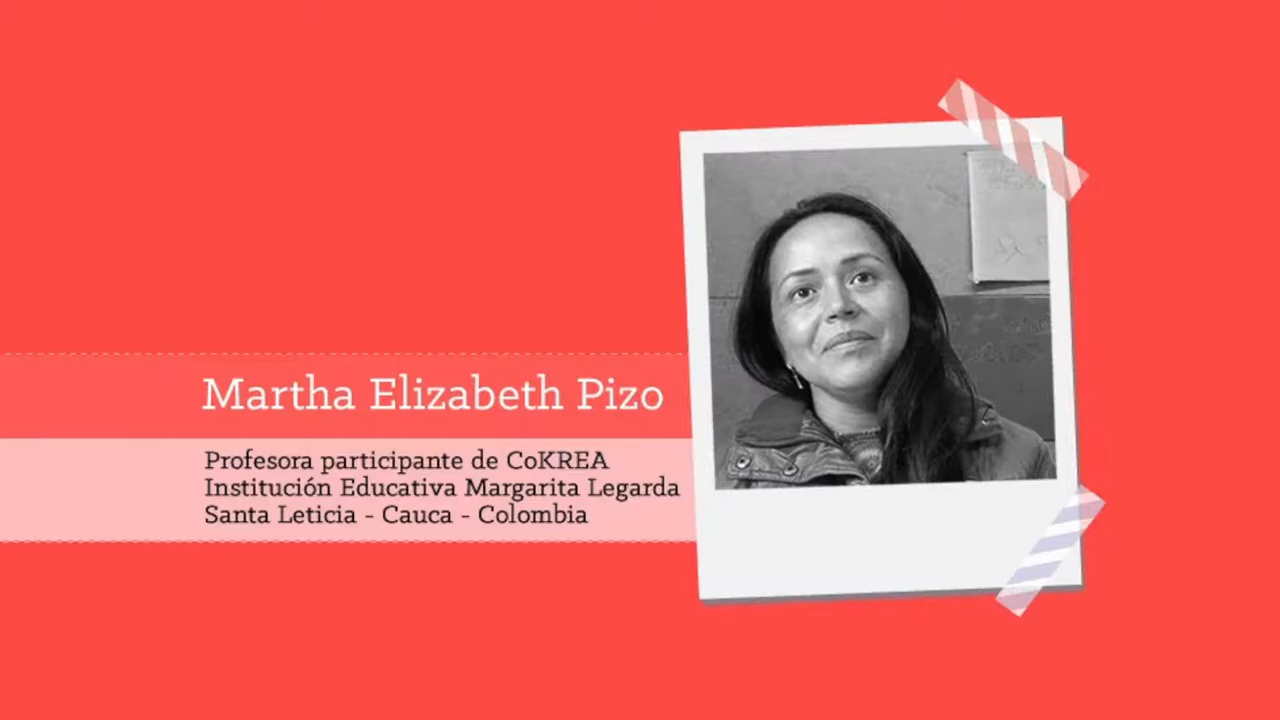 Martha Elizabeth Pizo
Profesora participante de CoKREA
Institución Educativa Margarita Legarda
Santa Leticia - Cauca - Colombia